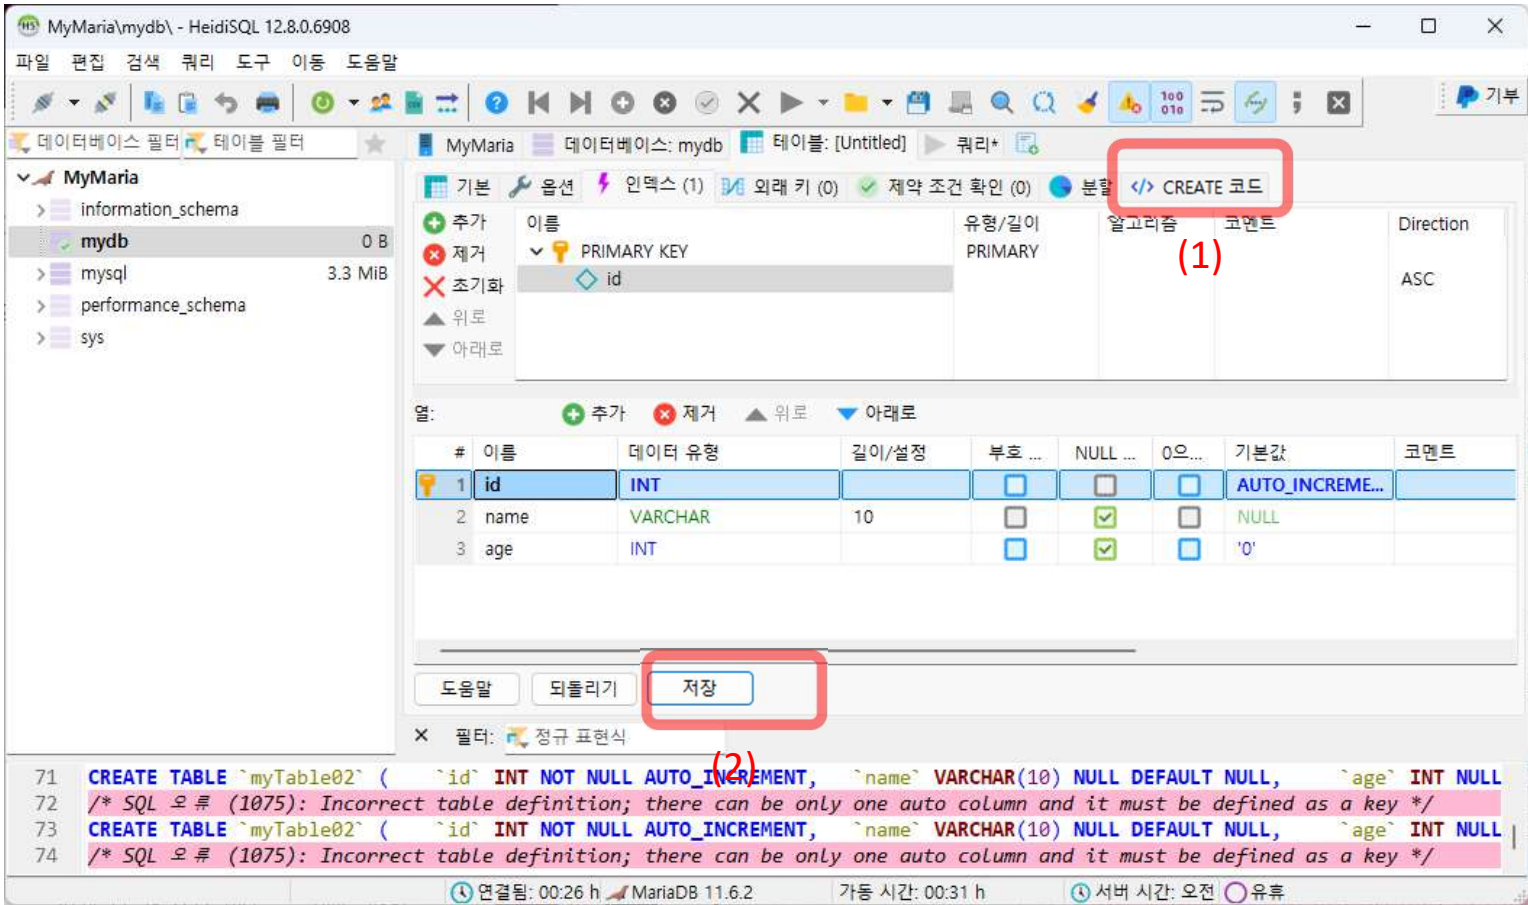 MyMaria\mydb\ - HeidiSQL 12.8.0.6908
파일 편집 검색 쿼리 도구 이동 도움말
기부
데이터베이스 필터 테이블 필터
MyMaria 데이터베이스: mydb 테이블: [Untitled] 쿼리*
MyMaria
information_schema
mydb 0 B
mysql 3.3 MiB
performance_schema
sys
기본 옵션 인덱스 (1) 외래 키 (0) 제약 조건 확인 (0) 분할 CREATE 코드
(1)
추가
제거
초기화
위로
아래로
이름 유형/길이 알고리즘 코멘트 Direction
PRIMARY KEY PRIMARY
id ASC
열: 추가 제거 위로 아래로
# 이름 데이터 유형 길이/설정 부호 ... NULL ... 0으... 기본값 코멘트
1 id INT AUTO_INCREME...
2 name VARCHAR 10 NULL
3 age INT '0'
도움말 되돌리기 저장
(2)
필터: 정규 표현식
71 CREATE TABLE `myTable02` ( `id` INT NOT NULL AUTO_INCREMENT, `name` VARCHAR(10) NULL DEFAULT NULL, `age` INT NULL
72 /* SQL 오류 (1075): Incorrect table definition; there can be only one auto column and it must be defined as a key */
73 CREATE TABLE `myTable02` ( `id` INT NOT NULL AUTO_INCREMENT, `name` VARCHAR(10) NULL DEFAULT NULL, `age` INT NULL
74 /* SQL 오류 (1075): Incorrect table definition; there can be only one auto column and it must be defined as a key */
연결됨: 00:26 h MariaDB 11.6.2 가동 시간: 00:31 h 서버 시간: 오전 유휴